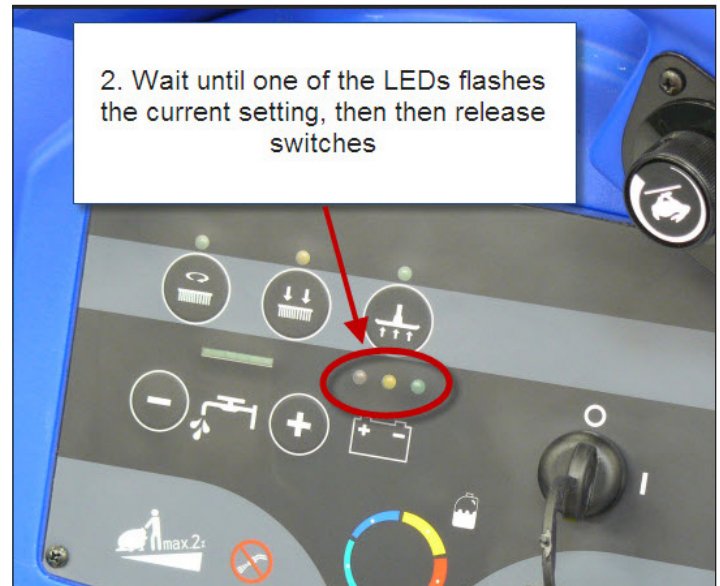 2. Wait until one of the LEDs flashes
the current setting, then then release
switches
O
I
max.2%